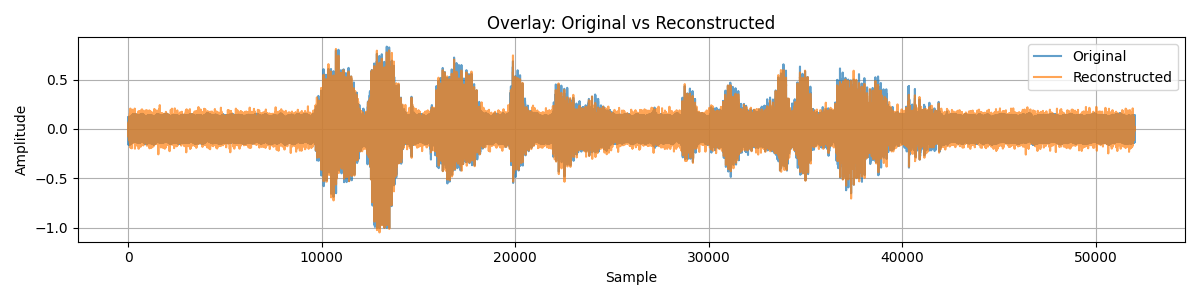 Overlay: Original vs Reconstructed
Original
Reconstructed
Amplitude
0.5
0.0
−0.5
−1.0
0 10000 20000 30000 40000 50000
Sample